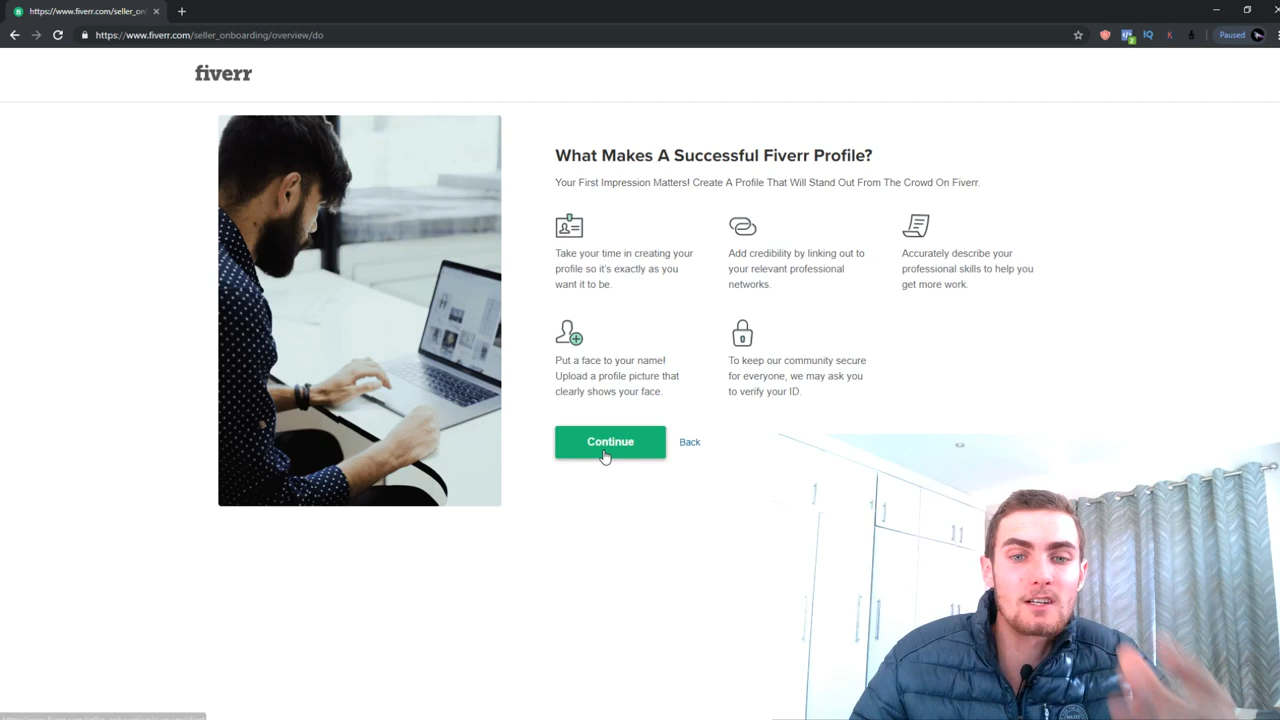 https://www.fiverr.com/seller_on
https://www.fiverr.com/seller_onboarding/overview/do
IQ
K
Paused
2
fiverr
What Makes A Successful Fiverr Profile?
Your First Impression Matters! Create A Profile That Will Stand Out From The Crowd On Fiverr.
Take your time in creating your
profile so it's exactly as you
want it to be.
Add credibility by linking out to
your relevant professional
networks.
Accurately describe your
professional skills to help you
get more work.
Put a face to your name!
Upload a profile picture that
clearly shows your face.
To keep our community secure
for everyone, we may ask you
to verify your ID.
Continue
Back